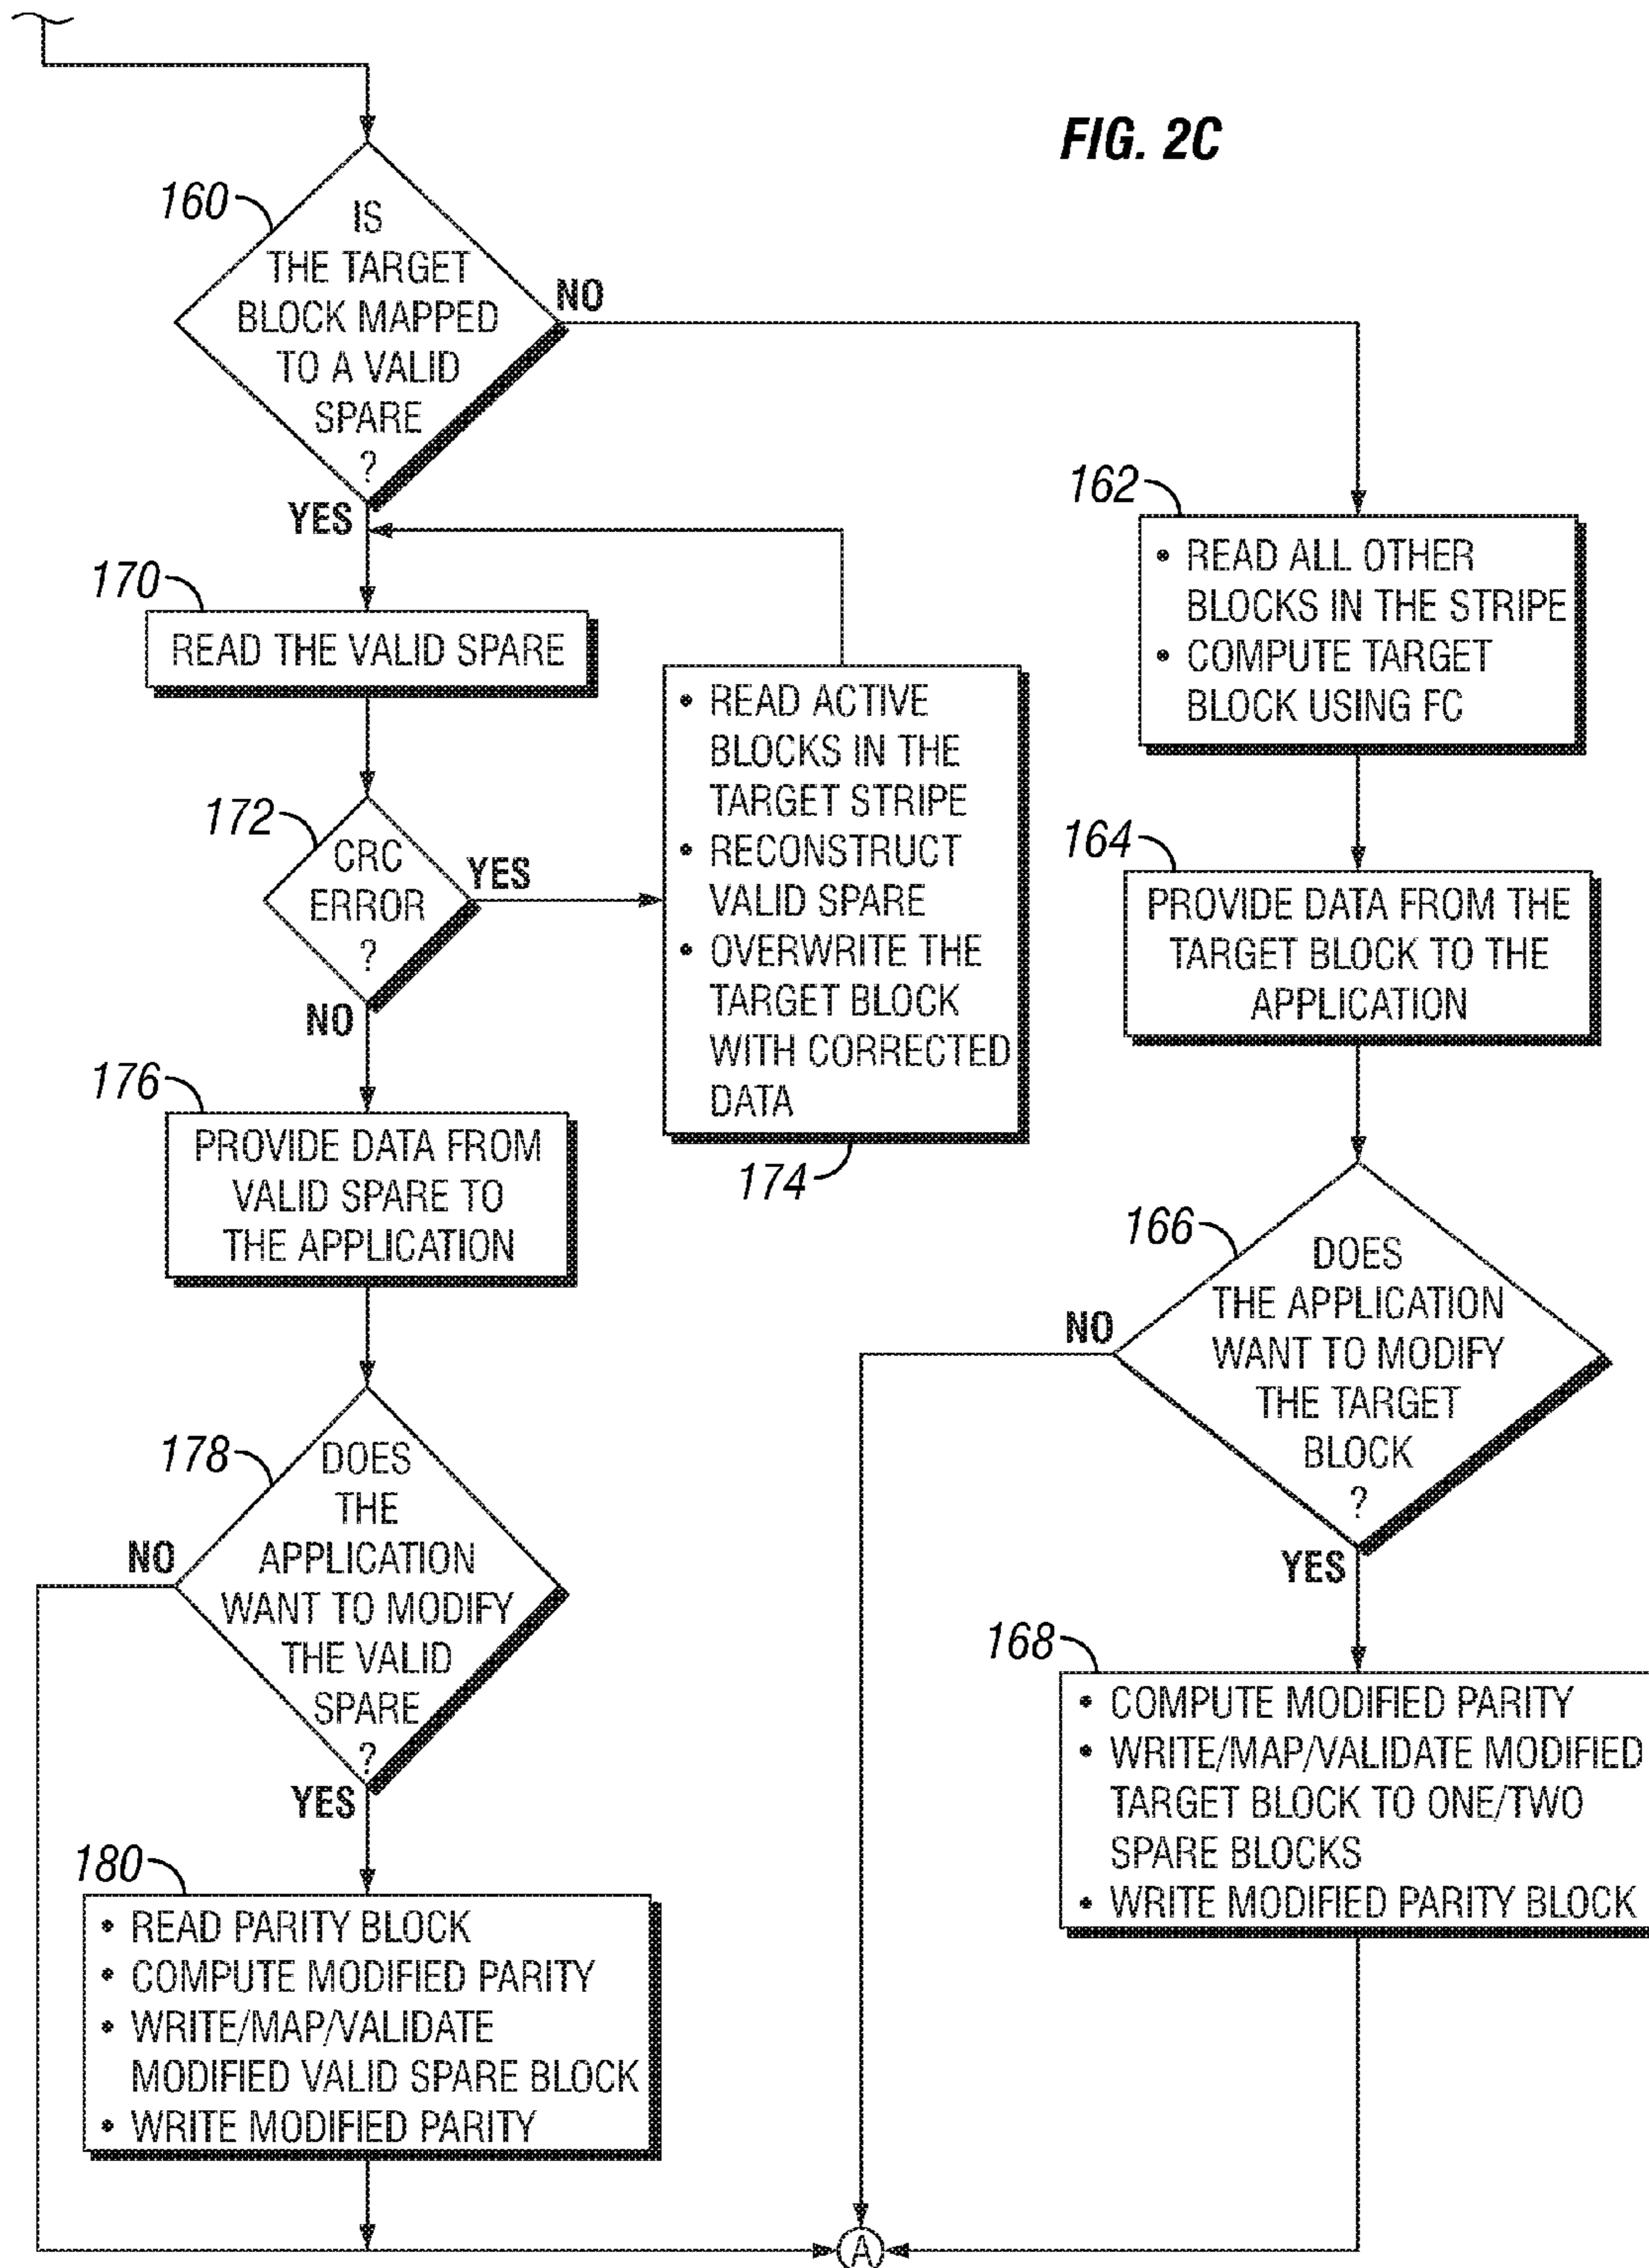 FIG. 2C
160
IS
THE TARGET
BLOCK MAPPED
TO A VALID
SPARE
?
NO
YES
170
READ THE VALID SPARE
172
CRC
ERROR
?
YES
NO
• READ ACTIVE
BLOCKS IN THE
TARGET STRIPE
• RECONSTRUCT
VALID SPARE
• OVERWRITE THE
TARGET BLOCK
WITH CORRECTED
DATA
174
176
PROVIDE DATA FROM
VALID SPARE TO
THE APPLICATION
178
DOES
THE
APPLICATION
WANT TO MODIFY
THE VALID
SPARE
?
NO
YES
180
• READ PARITY BLOCK
• COMPUTE MODIFIED PARITY
• WRITE/MAP/VALIDATE
MODIFIED VALID SPARE BLOCK
• WRITE MODIFIED PARITY
162
• READ ALL OTHER
BLOCKS IN THE STRIPE
• COMPUTE TARGET
BLOCK USING FC
164
PROVIDE DATA FROM THE
TARGET BLOCK TO THE
APPLICATION
166
DOES
THE APPLICATION
WANT TO MODIFY
THE TARGET
BLOCK
?
NO
YES
168
• COMPUTE MODIFIED PARITY
• WRITE/MAP/VALIDATE MODIFIED
TARGET BLOCK TO ONE/TWO
SPARE BLOCKS
• WRITE MODIFIED PARITY BLOCK
A